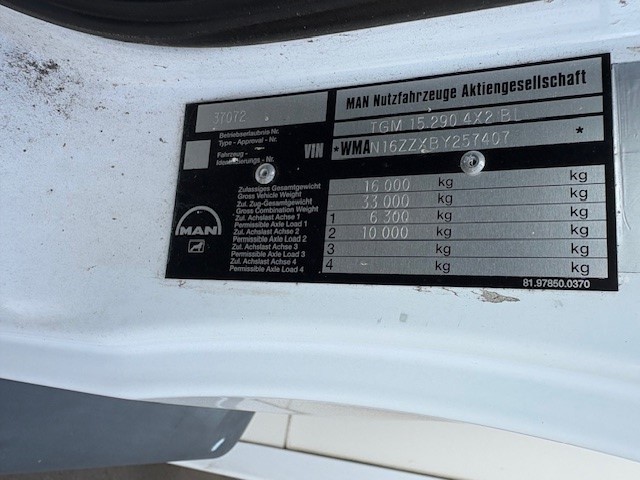 37072
MAN Nutzfahrzeuge Aktiengesellschaft
Betriebserlaubnis Nr.
Type - Approval - Nr.
TGM 15.290 4X2 BL
Fahrzeug-
Identifizierungs - Nr.
VIN
*WMAN16ZZXBY257407 *
Zulässiges Gesamtgewicht
Gross Vehicle Weight
16 000 kg kg
Zul. Zug-Gesamtgewicht
Gross Combination Weight
33 000 kg kg
Zul. Achslast Achse 1
Permissible Axle Load 1
1 6 300 kg kg
Zul. Achslast Achse 2
Permissible Axle Load 2
2 10 000 kg kg
Zul. Achslast Achse 3
Permissible Axle Load 3
3 kg kg
Zul. Achslast Achse 4
Permissible Axle Load 4
4 kg kg
MAN
81.97850.0370